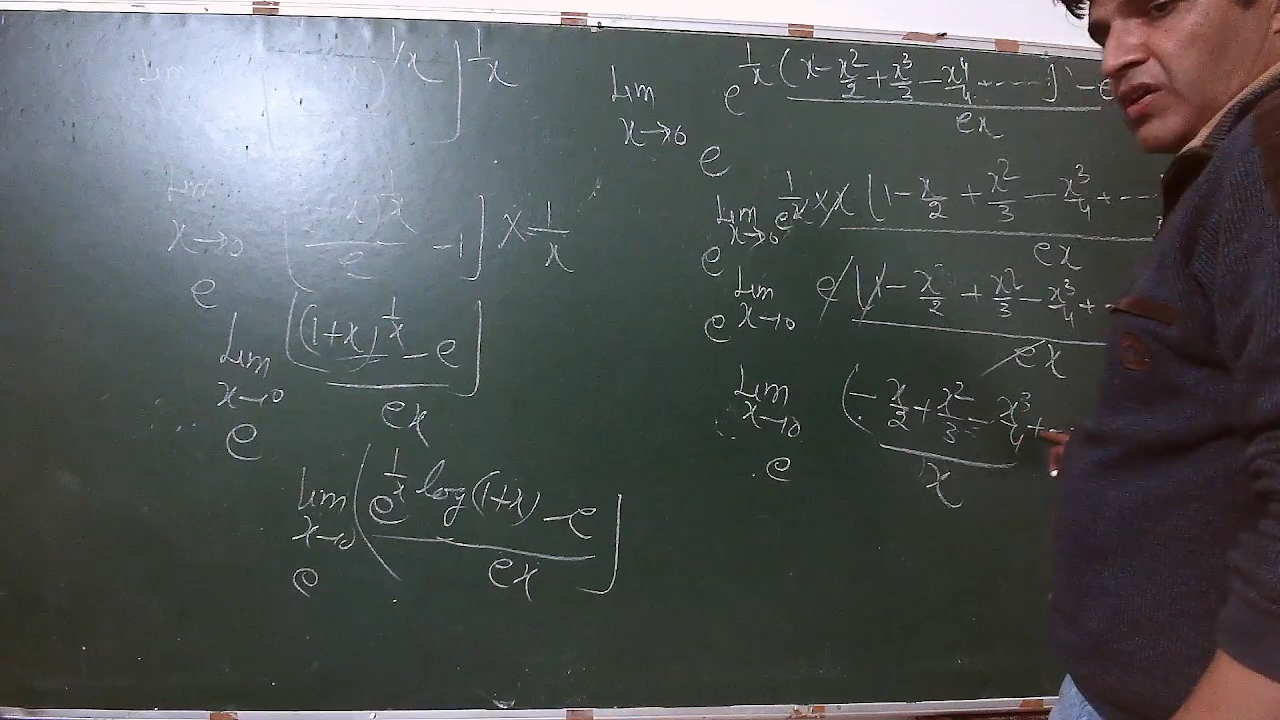 Lim [ x)^1/x ]^1/x
Lim x→0 e [ -x)^1/x / e - 1 ] × 1/x
Lim x→0 e [ (1+x)^1/x - e / ex ]
Lim x→0 e ( e^1/x log(1+x) - e / ex ]
Lim x→0 e e^1/x (x - x²/2 + x³/3 - x⁴/4 + ....] - e / ex
Lim x→0 e e^1/x × x (1 - x/2 + x²/3 - x³/4 + .... / ex
Lim x→0 e e (1 - x/2 + x²/3 - x³/4 + .. / ex
Lim x→0 e ( - x/2 + x²/3 - x³/4 + .. / x